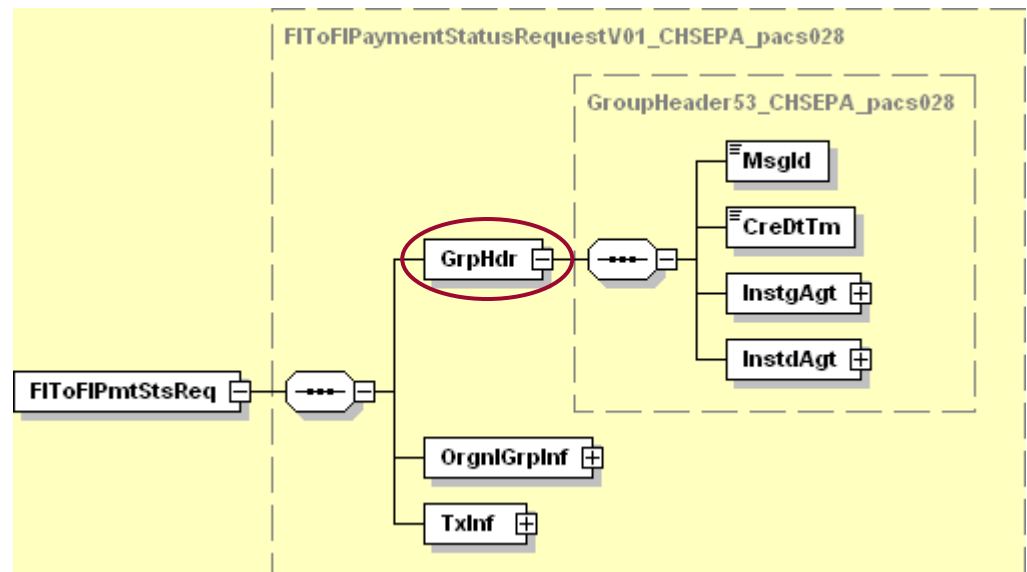 FIToFIPaymentStatusRequestV01_CHSEPA_pacs028
GroupHeader53_CHSEPA_pacs028
MsgId
CreDtTm
GrpHdr
InstgAgt
InstdAgt
FIToFIPmtStsReq
OrgnlGrpInf
TxInf